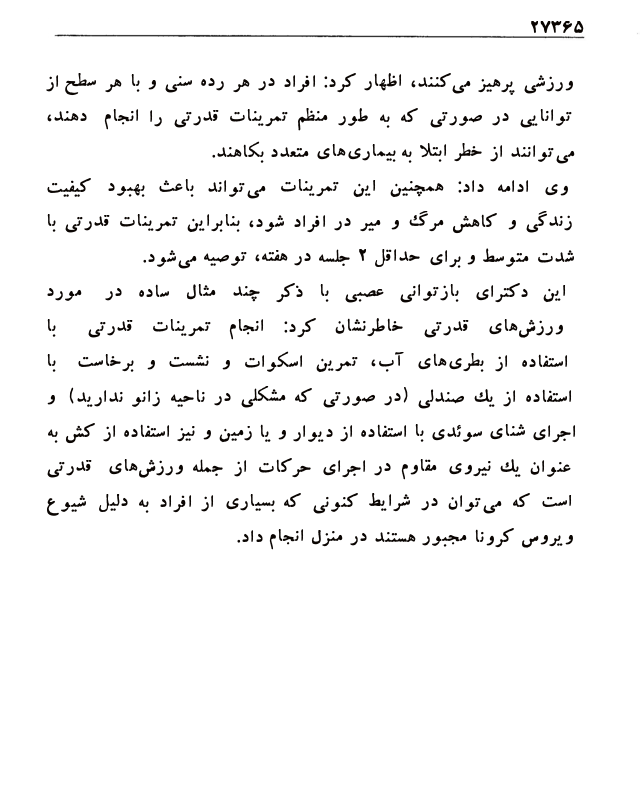 ۲۷۳۶۵
ورزشی پرهیز می‌کنند، اظهار کرد: افراد در هر رده سنی و با هر سطح از
توانایی در صورتی که به طور منظم تمرینات قدرتی را انجام دهند،
می‌توانند از خطر ابتلا به بیماری‌های متعدد بکاهند.
وی ادامه داد: همچنین این تمرینات می‌تواند باعث بهبود کیفیت
زندگی و کاهش مرگ و میر در افراد شود، بنابراین تمرینات قدرتی با
شدت متوسط و برای حداقل ۲ جلسه در هفته، توصیه می‌شود.
این دکترای بازتوانی عصبی با ذکر چند مثال ساده در مورد
ورزش‌های قدرتی خاطرنشان کرد: انجام تمرینات قدرتی با
استفاده از بطری‌های آب، تمرین اسکوات و نشست و برخاست با
استفاده از یك صندلی (در صورتی که مشکلی در ناحیه زانو ندارید) و
اجرای شنای سوئدی با استفاده از دیوار و یا زمین و نیز استفاده از کش به
عنوان یك نیروی مقاوم در اجرای حرکات از جمله ورزش‌های قدرتی
است که می‌توان در شرایط کنونی که بسیاری از افراد به دلیل شیوع
ویروس کرونا مجبور هستند در منزل انجام داد.